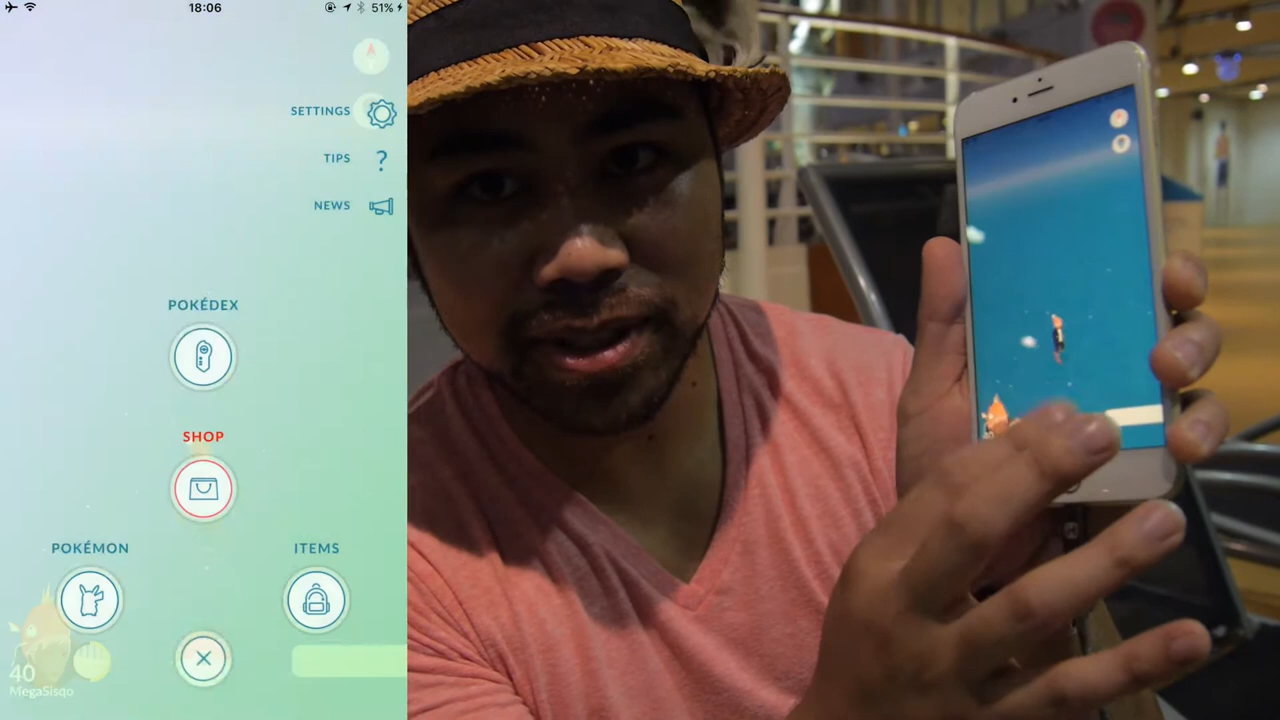 18:06
51%
SETTINGS
TIPS
?
NEWS
POKÉDEX
SHOP
POKÉMON
ITEMS
40
MegaSisqo